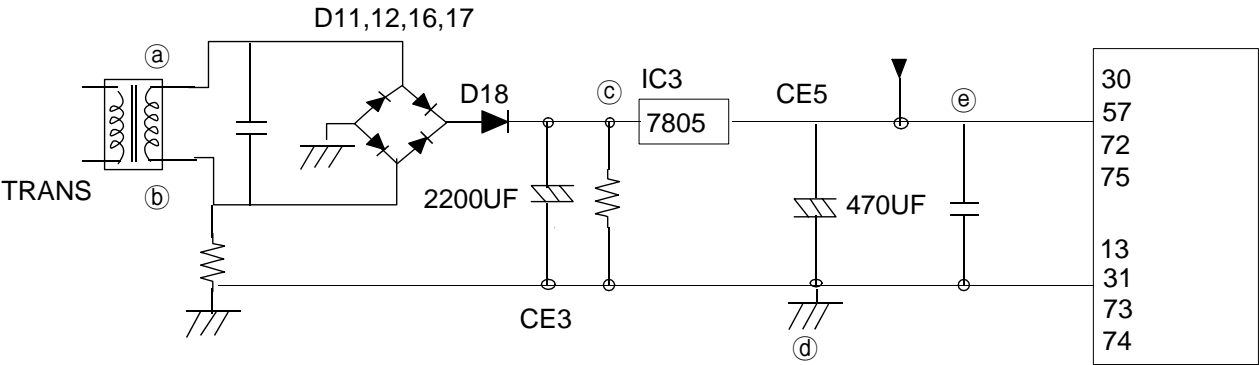 D11,12,16,17
ⓐ
TRANS
ⓑ
D18
2200UF
CE3
ⓒ
IC3
7805
CE5
470UF
ⓓ
ⓔ
30
57
72
75
13
31
73
74